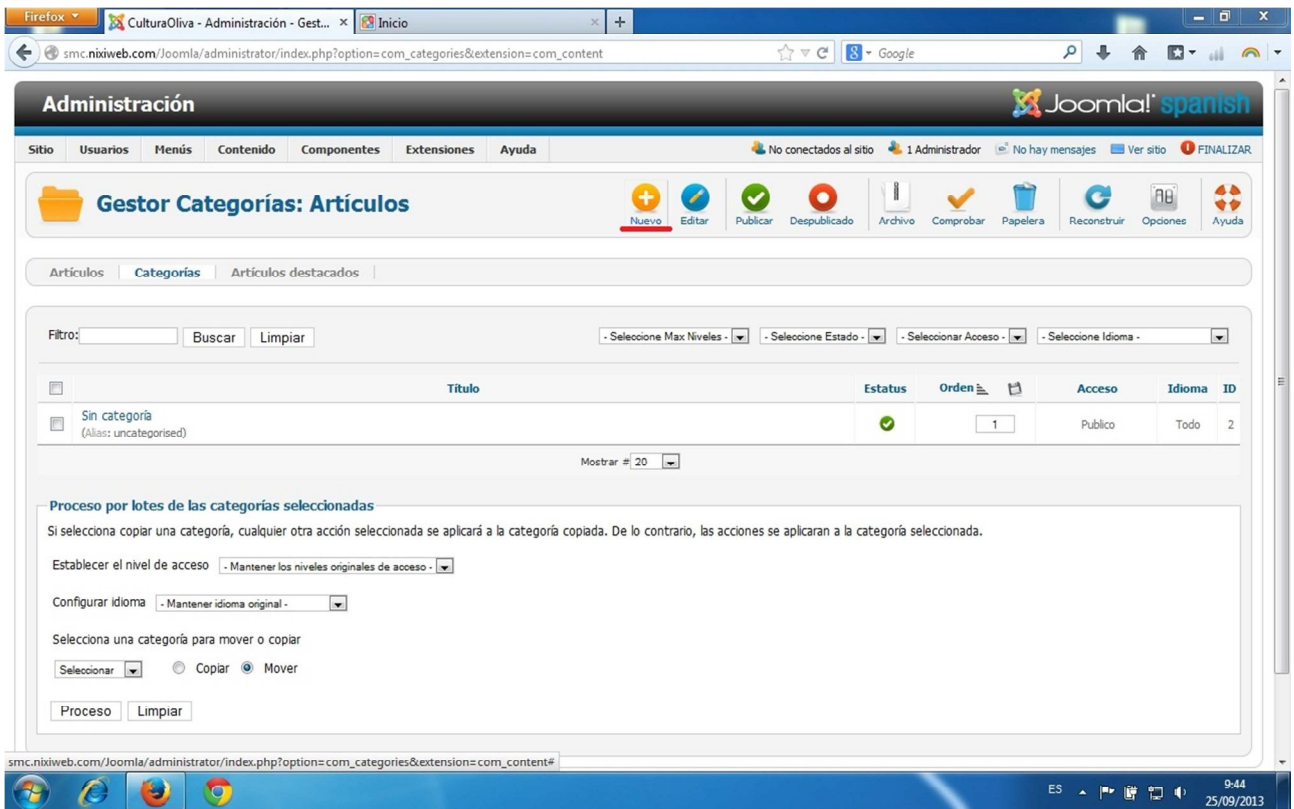 Firefox
CulturaOliva - Administración - Gest... ×
Inicio ×
smc.nixiweb.com/Joomla/administrator/index.php?option=com_categories&extension=com_content
Google
Administración
Joomla! spanish
Sitio Usuarios Menús Contenido Componentes Extensiones Ayuda
No conectados al sitio 1 Administrador No hay mensajes Ver sitio FINALIZAR
Gestor Categorías: Artículos
Nuevo Editar Publicar Despublicado Archivo Comprobar Papelera Reconstruir Opciones Ayuda
Artículos Categorías Artículos destacados
Filtro: Buscar Limpiar
- Seleccione Max Niveles - - Seleccione Estado - - Seleccionar Acceso - - Seleccione Idioma -
Título Estatus Orden Acceso Idioma ID
Sin categoría
(Alias: uncategorised)
1 Publico Todo 2
Mostrar # 20
Proceso por lotes de las categorías seleccionadas
Si selecciona copiar una categoría, cualquier otra acción seleccionada se aplicará a la categoría copiada. De lo contrario, las acciones se aplicaran a la categoría seleccionada.
Establecer el nivel de acceso - Mantener los niveles originales de acceso -
Configurar idioma - Mantener idioma original -
Selecciona una categoría para mover o copiar
Seleccionar Copiar Mover
Proceso Limpiar
smc.nixiweb.com/Joomla/administrator/index.php?option=com_categories&extension=com_content#
ES
9:44
25/09/2013